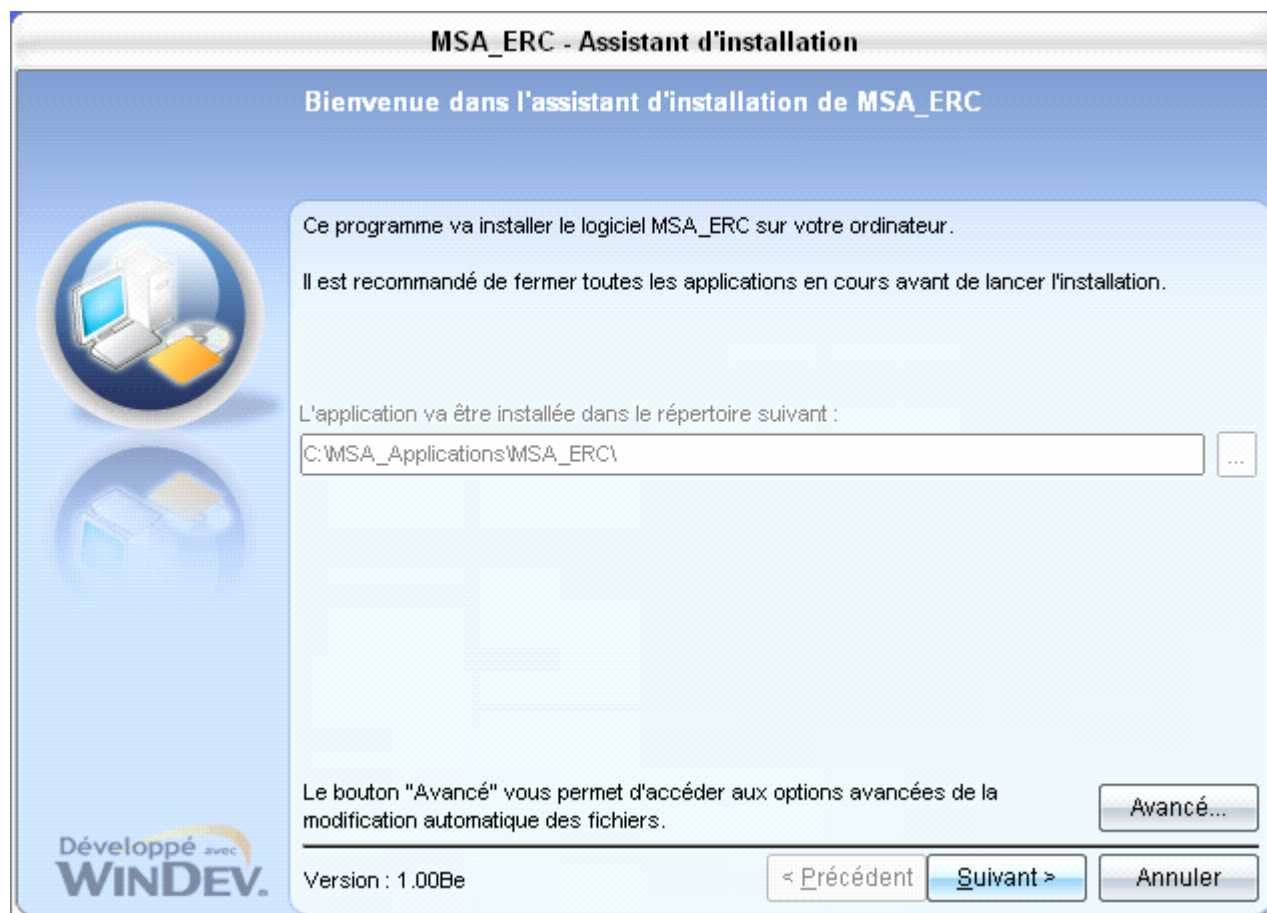 MSA_ERC - Assistant d'installation
Bienvenue dans l'assistant d'installation de MSA_ERC
Ce programme va installer le logiciel MSA_ERC sur votre ordinateur.
Il est recommandé de fermer toutes les applications en cours avant de lancer l'installation.
L'application va être installée dans le répertoire suivant :
C:\MSA_Applications\MSA_ERC\
...
Le bouton "Avancé" vous permet d'accéder aux options avancées de la
modification automatique des fichiers.
Avancé...
Développé avec
WINDEV.
Version : 1.00Be
< Précédent
Suivant >
Annuler